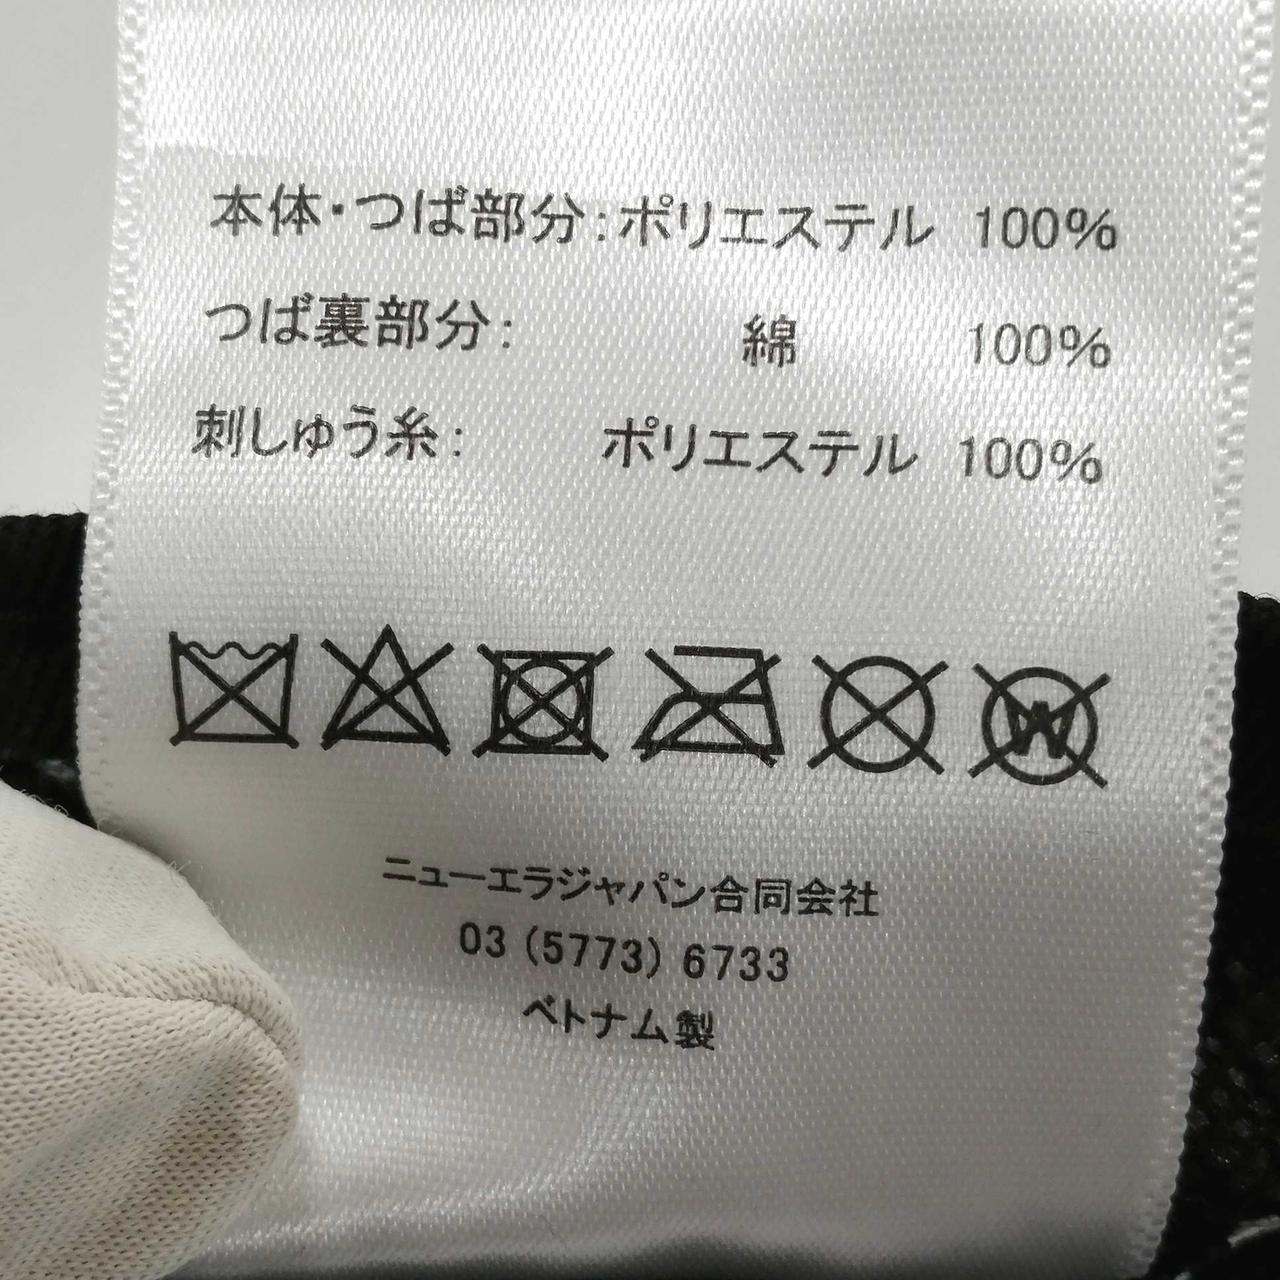 本体・つば部分:ポリエステル 100%
つば裏部分: 綿 100%
刺しゅう糸: ポリエステル 100%
W
ニューエラジャパン合同会社
03 (5773) 6733
ベトナム製